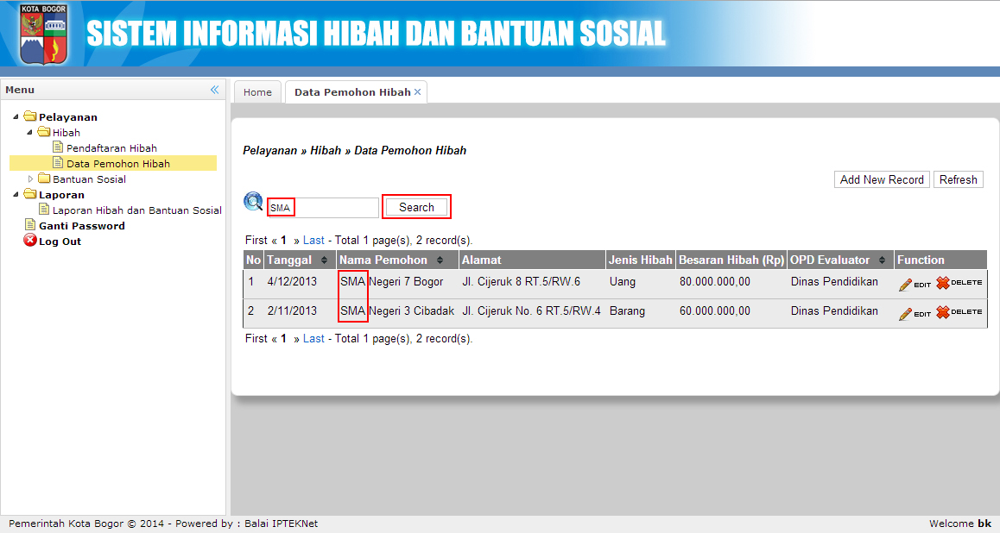 KOTA BOGOR
SISTEM INFORMASI HIBAH DAN BANTUAN SOSIAL
Menu
Pelayanan
Hibah
Pendaftaran Hibah
Data Pemohon Hibah
Bantuan Sosial
Laporan
Laporan Hibah dan Bantuan Sosial
Ganti Password
Log Out
Home
Data Pemohon Hibah
Pelayanan » Hibah » Data Pemohon Hibah
Add New Record Refresh
SMA Search
First « 1 » Last - Total 1 page(s), 2 record(s).
No Tanggal Nama Pemohon Alamat Jenis Hibah Besaran Hibah (Rp) OPD Evaluator Function
1 4/12/2013 SMA Negeri 7 Bogor Jl. Cijeruk 8 RT.5/RW.6 Uang 80.000.000,00 Dinas Pendidikan EDIT DELETE
2 2/11/2013 SMA Negeri 3 Cibadak Jl. Cijeruk No. 6 RT.5/RW.4 Barang 60.000.000,00 Dinas Pendidikan EDIT DELETE
First « 1 » Last - Total 1 page(s), 2 record(s).
Pemerintah Kota Bogor © 2014 - Powered by : Balai IPTEKNet
Welcome bk